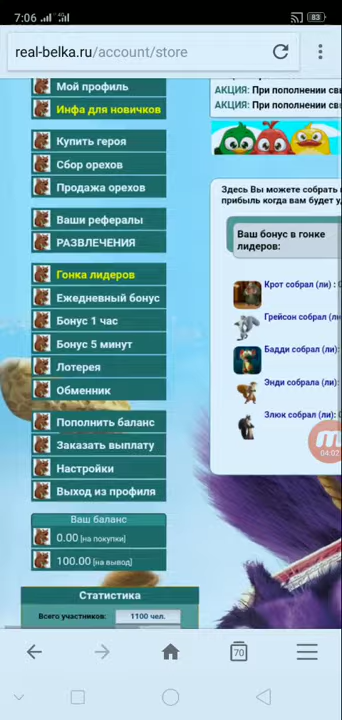 7:06
83
real-belka.ru/account/store
Мой профиль
Инфа для новичков
Купить героя
Сбор орехов
Продажа орехов
Ваши рефералы
РАЗВЛЕЧЕНИЯ
Гонка лидеров
Ежедневный бонус
Бонус 1 час
Бонус 5 минут
Лотерея
Обменник
Пополнить баланс
Заказать выплату
Настройки
Выход из профиля
Ваш баланс
0.00 [на покупки]
100.00 [на вывод]
Статистика
Всего участников: 1100 чел.
АКЦИЯ: При пополнении св
АКЦИЯ: При пополнении св
Здесь Вы можете собрать
прибыль когда вам будет у
Ваш бонус в гонке
лидеров:
Крот собрал (ли) : 0
Грейсон собрал (ли
Бадди собрал (ли):
Энди собрала (ли):
Злюк собрал (ли):
04:02
70